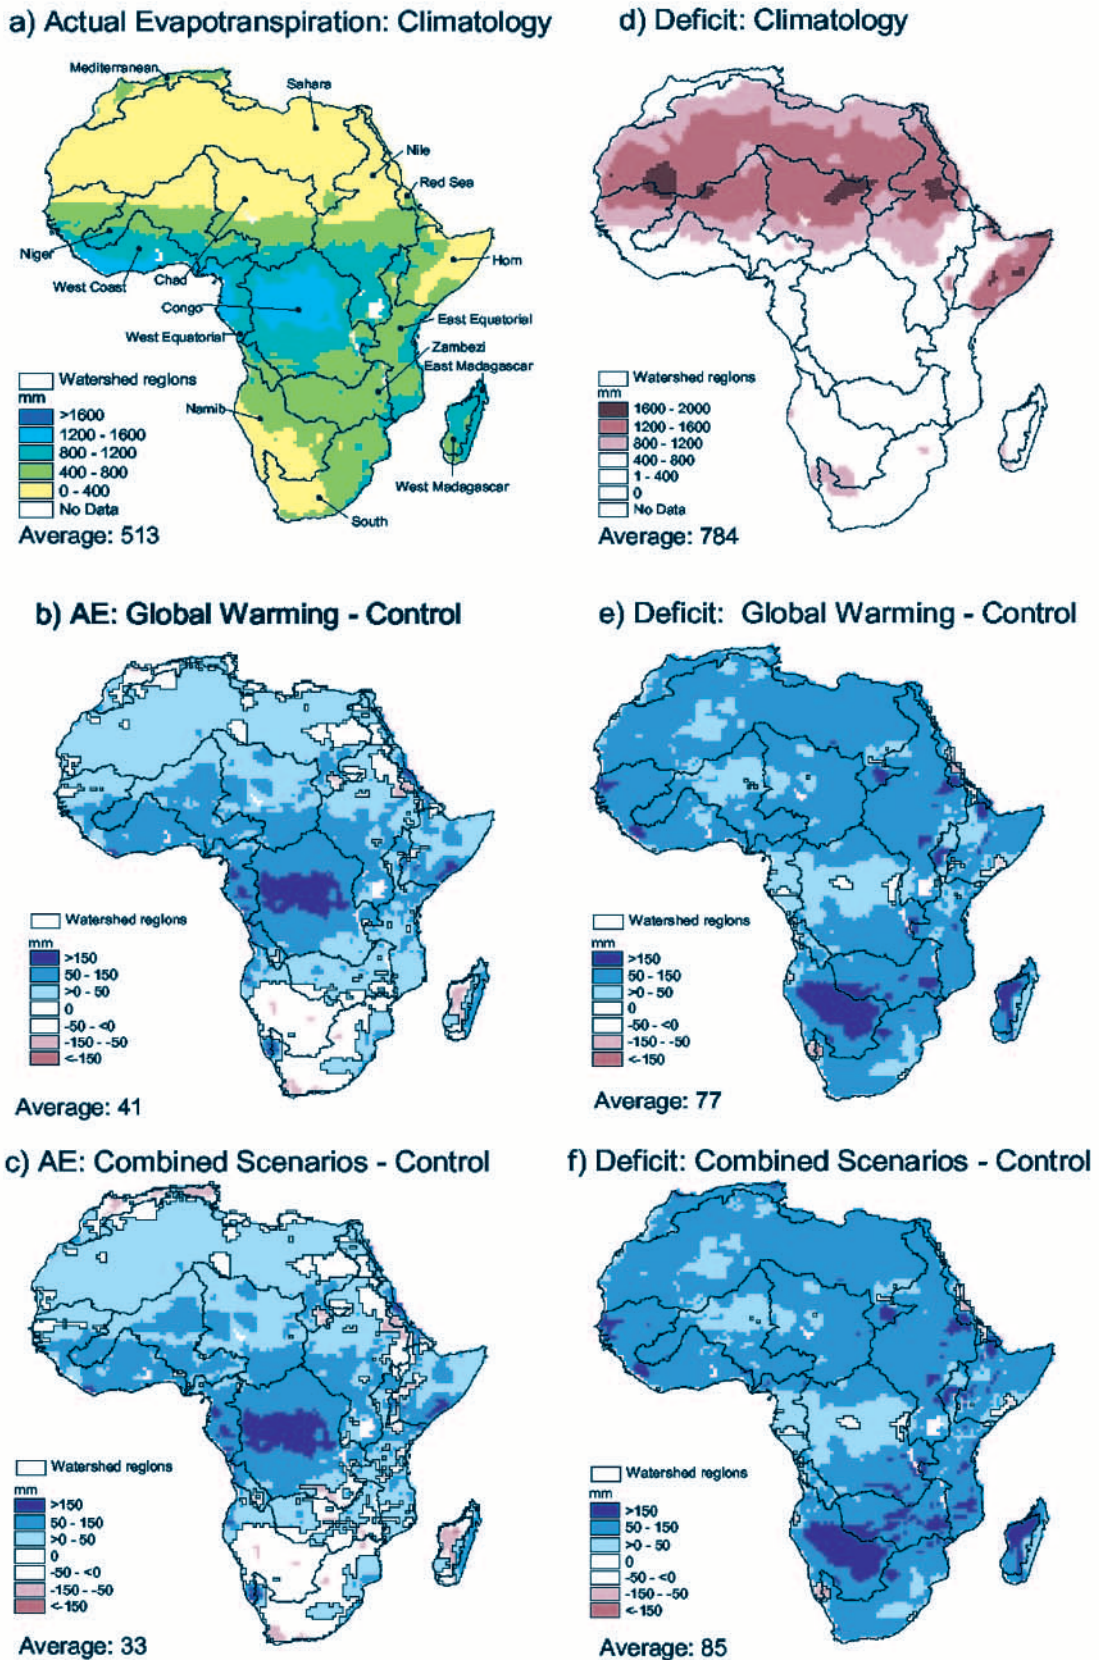 a) Actual Evapotranspiration: Climatology
Mediterranean
Sahara
Nile
Red Sea
Niger
West Coast
Chad
Horn
Congo
West Equatorial
East Equatorial
Zambezi
East Madagascar
Namib
West Madagascar
South
Watershed regions
mm
>1600
1200 - 1600
800 - 1200
400 - 800
0 - 400
No Data
Average: 513
d) Deficit: Climatology
Watershed regions
mm
1600 - 2000
1200 - 1600
800 - 1200
400 - 800
1 - 400
0
No Data
Average: 784
b) AE: Global Warming - Control
Watershed regions
mm
>150
50 - 150
>0 - 50
0
-50 - <0
-150 - -50
<-150
Average: 41
e) Deficit: Global Warming - Control
Watershed regions
mm
>150
50 - 150
>0 - 50
0
-50 - <0
-150 - -50
<-150
Average: 77
c) AE: Combined Scenarios - Control
Watershed regions
mm
>150
50 - 150
>0 - 50
0
-50 - <0
-150 - -50
<-150
Average: 33
f) Deficit: Combined Scenarios - Control
Watershed regions
mm
>150
50 - 150
>0 - 50
0
-50 - <0
-150 - -50
<-150
Average: 85